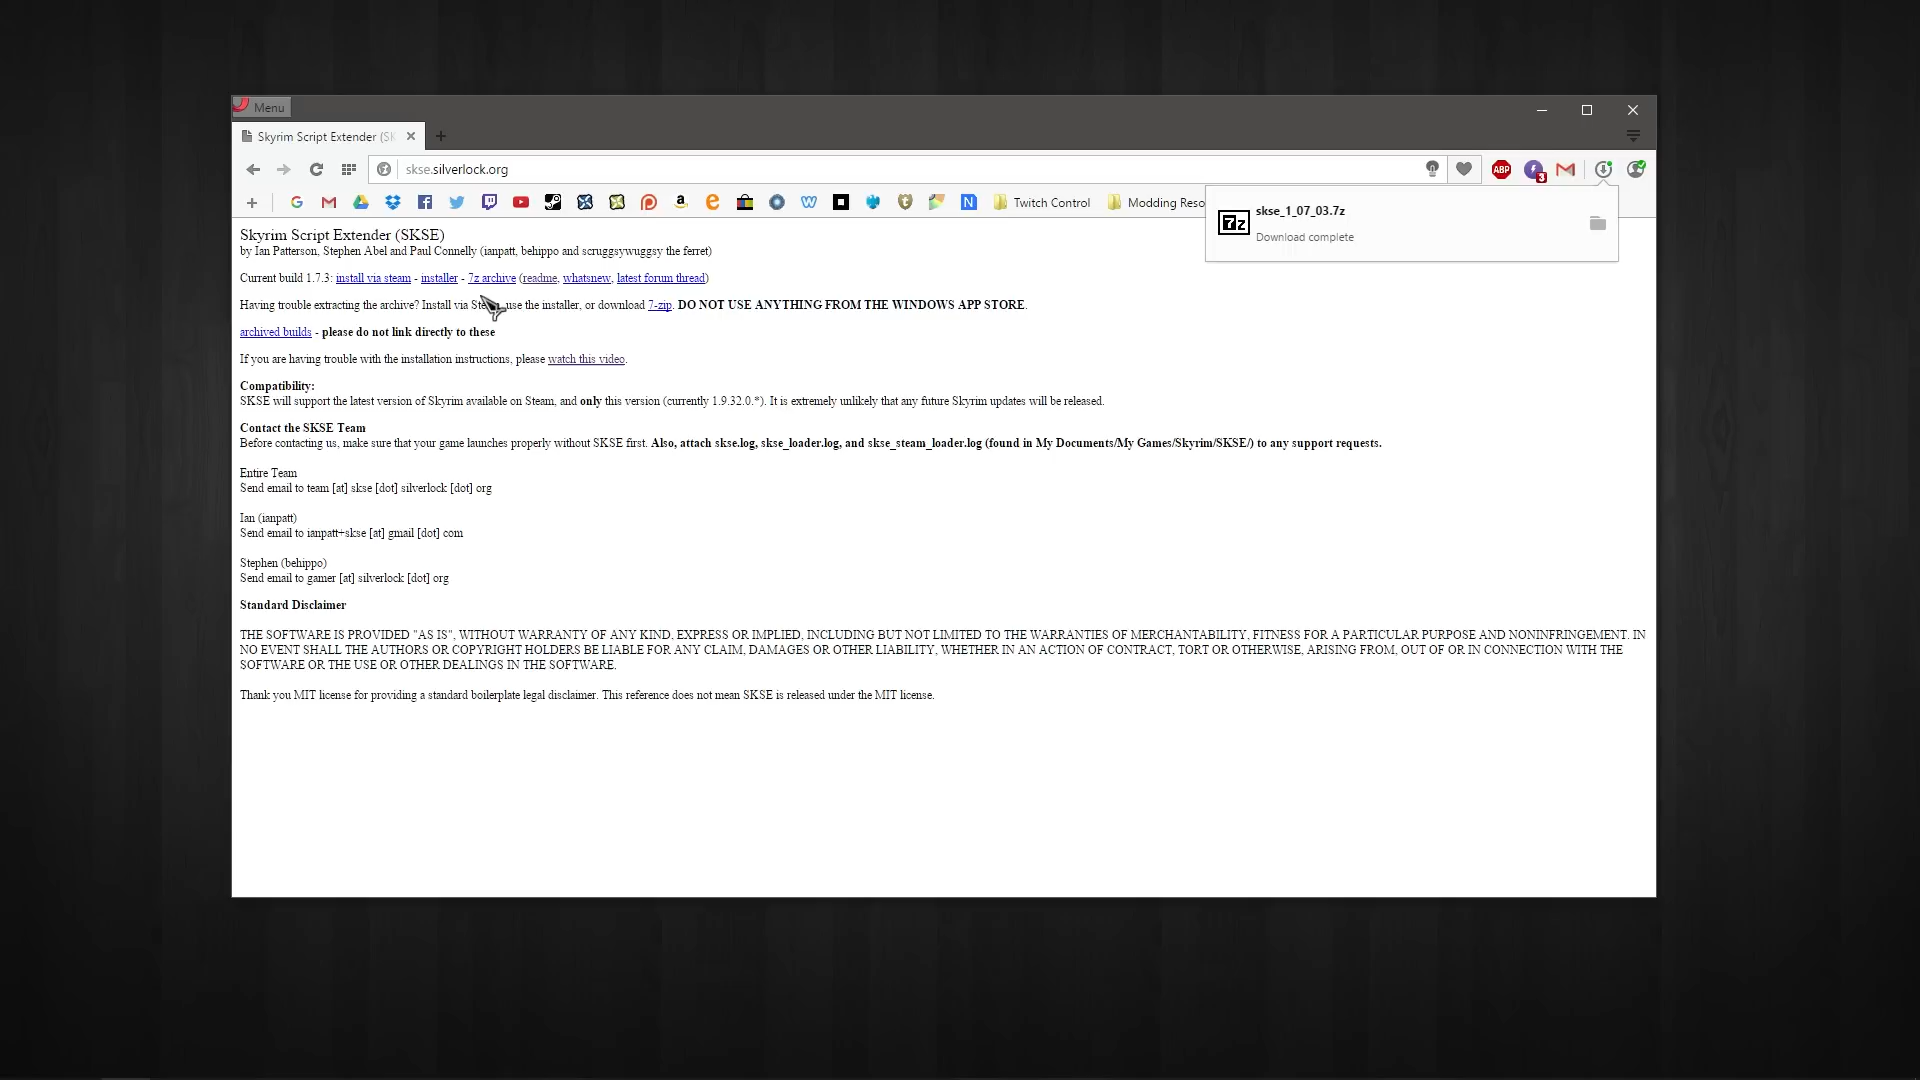 Menu
Skyrim Script Extender (SK
skse.silverlock.org
ABP
3
Twitch Control
Modding Reso
7z
skse_1_07_03.7z
Download complete
Skyrim Script Extender (SKSE)
by Ian Patterson, Stephen Abel and Paul Connelly (ianpatt, behippo and scruggsywuggsy the ferret)
Current build 1.7.3: install via steam - installer - 7z archive (readme, whatsnew, latest forum thread)
Having trouble extracting the archive? Install via use the installer, or download 7-zip. DO NOT USE ANYTHING FROM THE WINDOWS APP STORE.
archived builds - please do not link directly to these
If you are having trouble with the installation instructions, please watch this video.
Compatibility:
SKSE will support the latest version of Skyrim available on Steam, and only this version (currently 1.9.32.0.*). It is extremely unlikely that any future Skyrim updates will be released.
Contact the SKSE Team
Before contacting us, make sure that your game launches properly without SKSE first. Also, attach skse.log, skse_loader.log, and skse_steam_loader.log (found in My Documents/My Games/Skyrim/SKSE/) to any support requests.
Entire Team
Send email to team [at] skse [dot] silverlock [dot] org
Ian (ianpatt)
Send email to ianpatt+skse [at] gmail [dot] com
Stephen (behippo)
Send email to gamer [at] silverlock [dot] org
Standard Disclaimer
THE SOFTWARE IS PROVIDED "AS IS", WITHOUT WARRANTY OF ANY KIND, EXPRESS OR IMPLIED, INCLUDING BUT NOT LIMITED TO THE WARRANTIES OF MERCHANTABILITY, FITNESS FOR A PARTICULAR PURPOSE AND NONINFRINGEMENT. IN
NO EVENT SHALL THE AUTHORS OR COPYRIGHT HOLDERS BE LIABLE FOR ANY CLAIM, DAMAGES OR OTHER LIABILITY, WHETHER IN AN ACTION OF CONTRACT, TORT OR OTHERWISE, ARISING FROM, OUT OF OR IN CONNECTION WITH THE
SOFTWARE OR THE USE OR OTHER DEALINGS IN THE SOFTWARE.
Thank you MIT license for providing a standard boilerplate legal disclaimer. This reference does not mean SKSE is released under the MIT license.